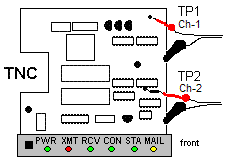 TP1
Ch-1
TNC
TP2
Ch-2
PWR XMT RCV CON STA MAIL
front